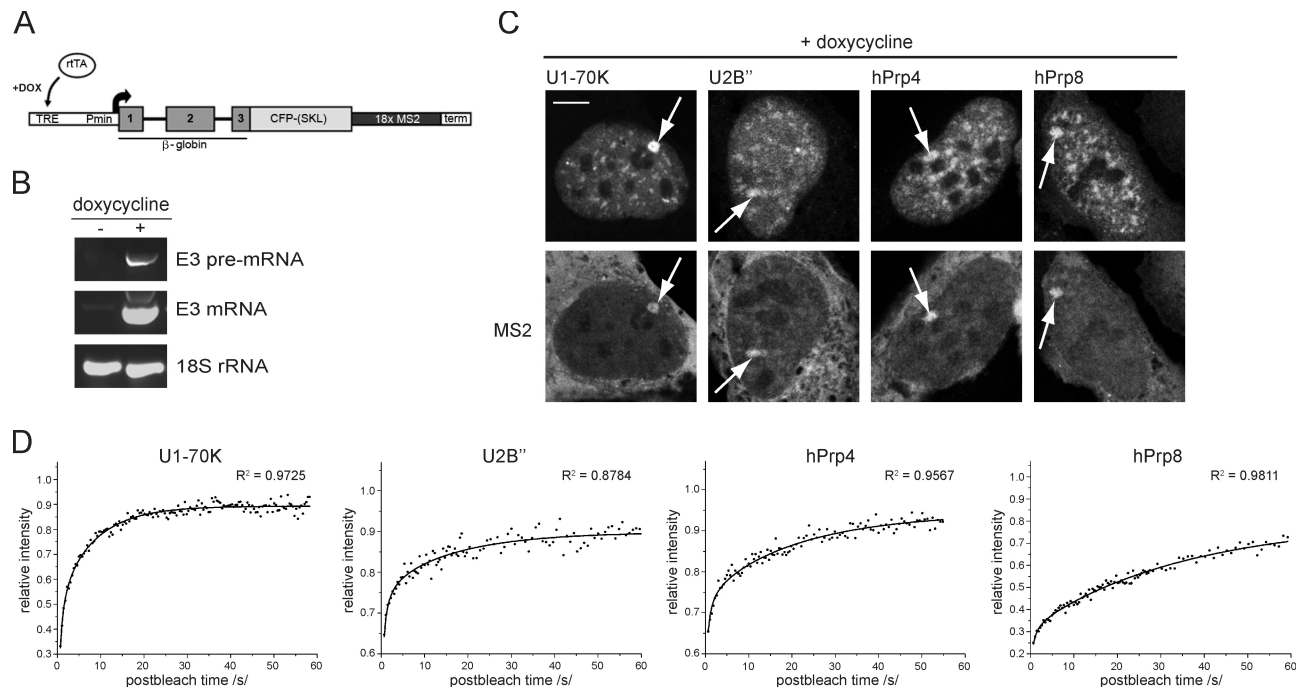 A
rtTA
+DOX
TRE Pmin 1 2 3 CFP-(SKL) 18x MS2 term
β-globin
B
doxycycline
- +
E3 pre-mRNA
E3 mRNA
18S rRNA
C
+ doxycycline
U1-70K U2B'' hPrp4 hPrp8
MS2
D
U1-70K
R² = 0.9725
relative intensity
1.0
0.9
0.8
0.7
0.6
0.5
0.4
0.3
0 10 20 30 40 50 60
postbleach time /s/
U2B''
R² = 0.8784
relative intensity
1.0
0.9
0.8
0.7
0.6
0 10 20 30 40 50 60
postbleach time /s/
hPrp4
R² = 0.9567
relative intensity
1.0
0.9
0.8
0.7
0.6
0 10 20 30 40 50 60
postbleach time /s/
hPrp8
R² = 0.9811
relative intensity
1.0
0.9
0.8
0.7
0.6
0.5
0.4
0.3
0.2
0 10 20 30 40 50 60
postbleach time /s/